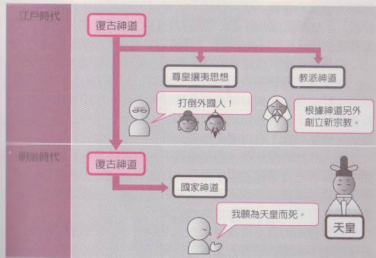 江戶時代
復古神道
尊皇攘夷思想
教派神道
打倒外國人！
根據神道另外
創立新宗教。
明治時代
復古神道
國家神道
我願為天皇而死。
天皇